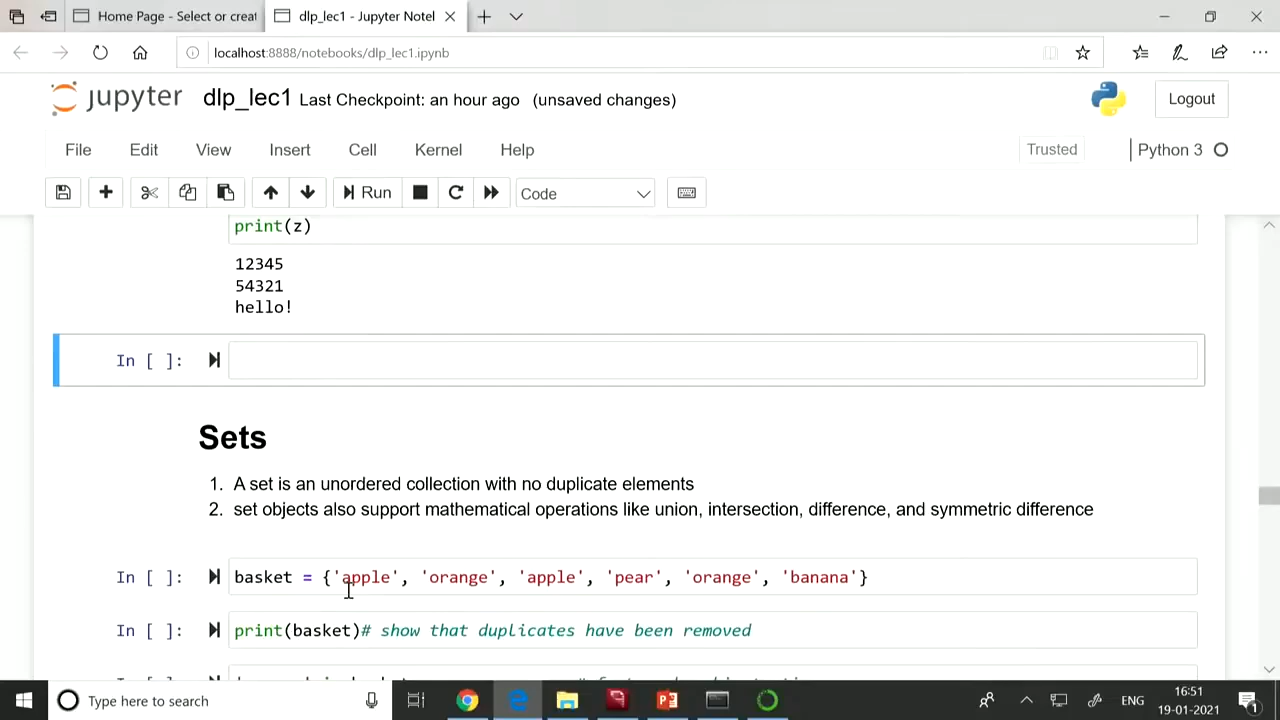 Home Page - Select or creat
dlp_lec1 - Jupyter Notel
localhost:8888/notebooks/dlp_lec1.ipynb
jupyter dlp_lec1 Last Checkpoint: an hour ago (unsaved changes)
Logout
File Edit View Insert Cell Kernel Help
Trusted
Python 3
Run
Code
print(z)
12345
54321
hello!
In [ ]:
Sets
1. A set is an unordered collection with no duplicate elements
2. set objects also support mathematical operations like union, intersection, difference, and symmetric difference
In [ ]: basket = {'apple', 'orange', 'apple', 'pear', 'orange', 'banana'}
In [ ]: print(basket)# show that duplicates have been removed
Type here to search
ENG
16:51
19-01-2021
1